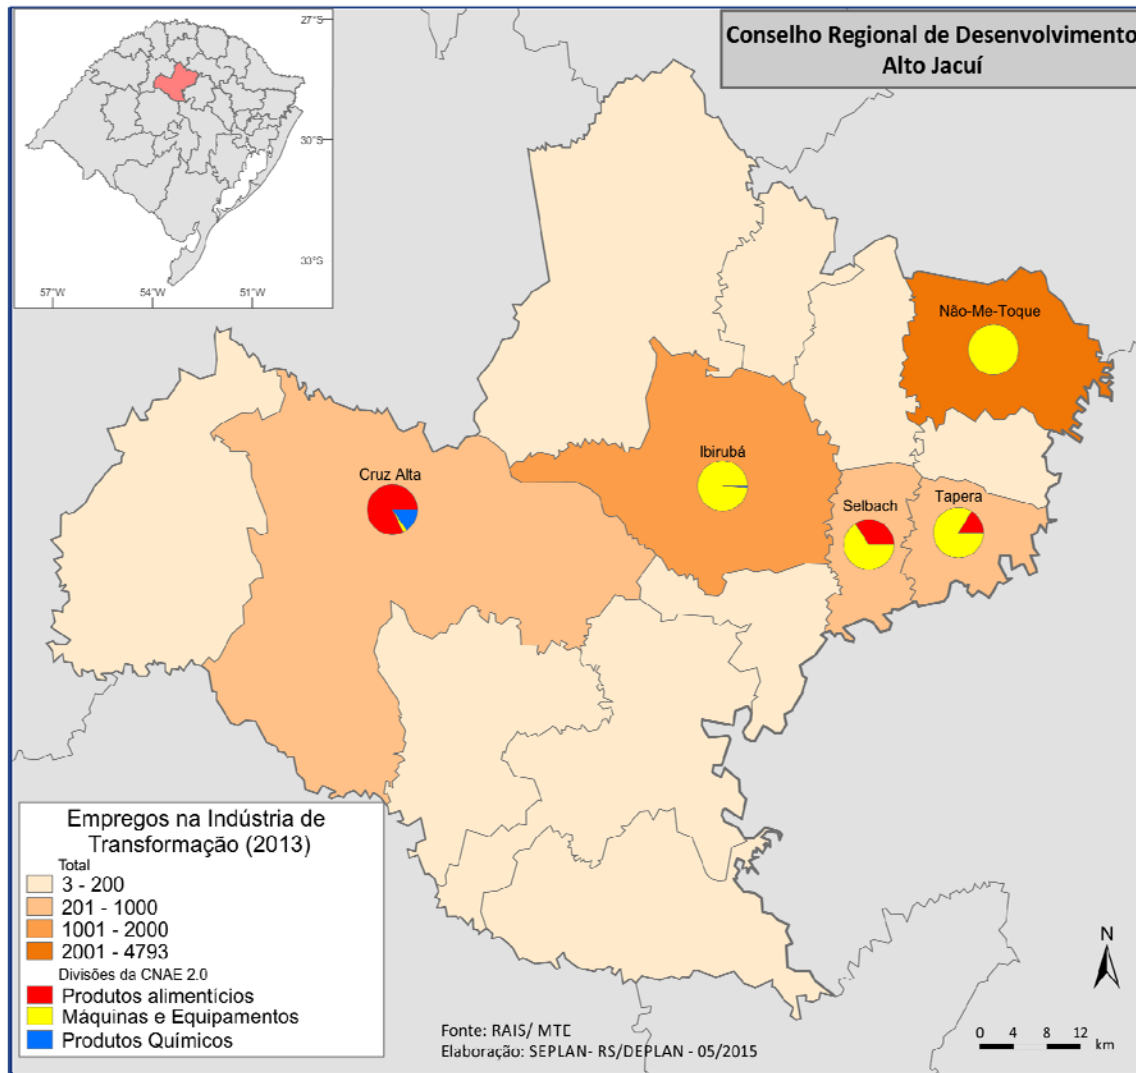 Conselho Regional de Desenvolvimento
Alto Jacuí
27°S
30°S
33°S
57°W
54°W
51°W
Não-Me-Toque
Ibirubá
Cruz Alta
Selbach
Tapera
Empregos na Indústria de
Transformação (2013)
Total
3 - 200
201 - 1000
1001 - 2000
2001 - 4793
Divisões da CNAE 2.0
Produtos alimentícios
Máquinas e Equipamentos
Produtos Químicos
Fonte: RAIS/ MTE
Elaboração: SEPLAN- RS/DEPLAN - 05/2015
N
0 4 8 12
km